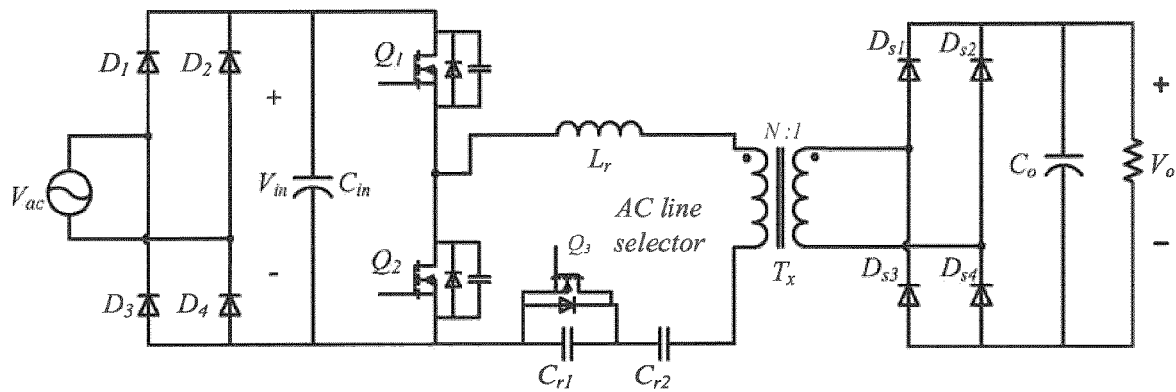 D1
D2
Q1
+
Vac
Vin
Cin
-
D3
D4
Q2
Lr
AC line
selector
Q3
Cr1
Cr2
N:1
Tx
Ds1
Ds2
Co
+
Vo
-
Ds3
Ds4